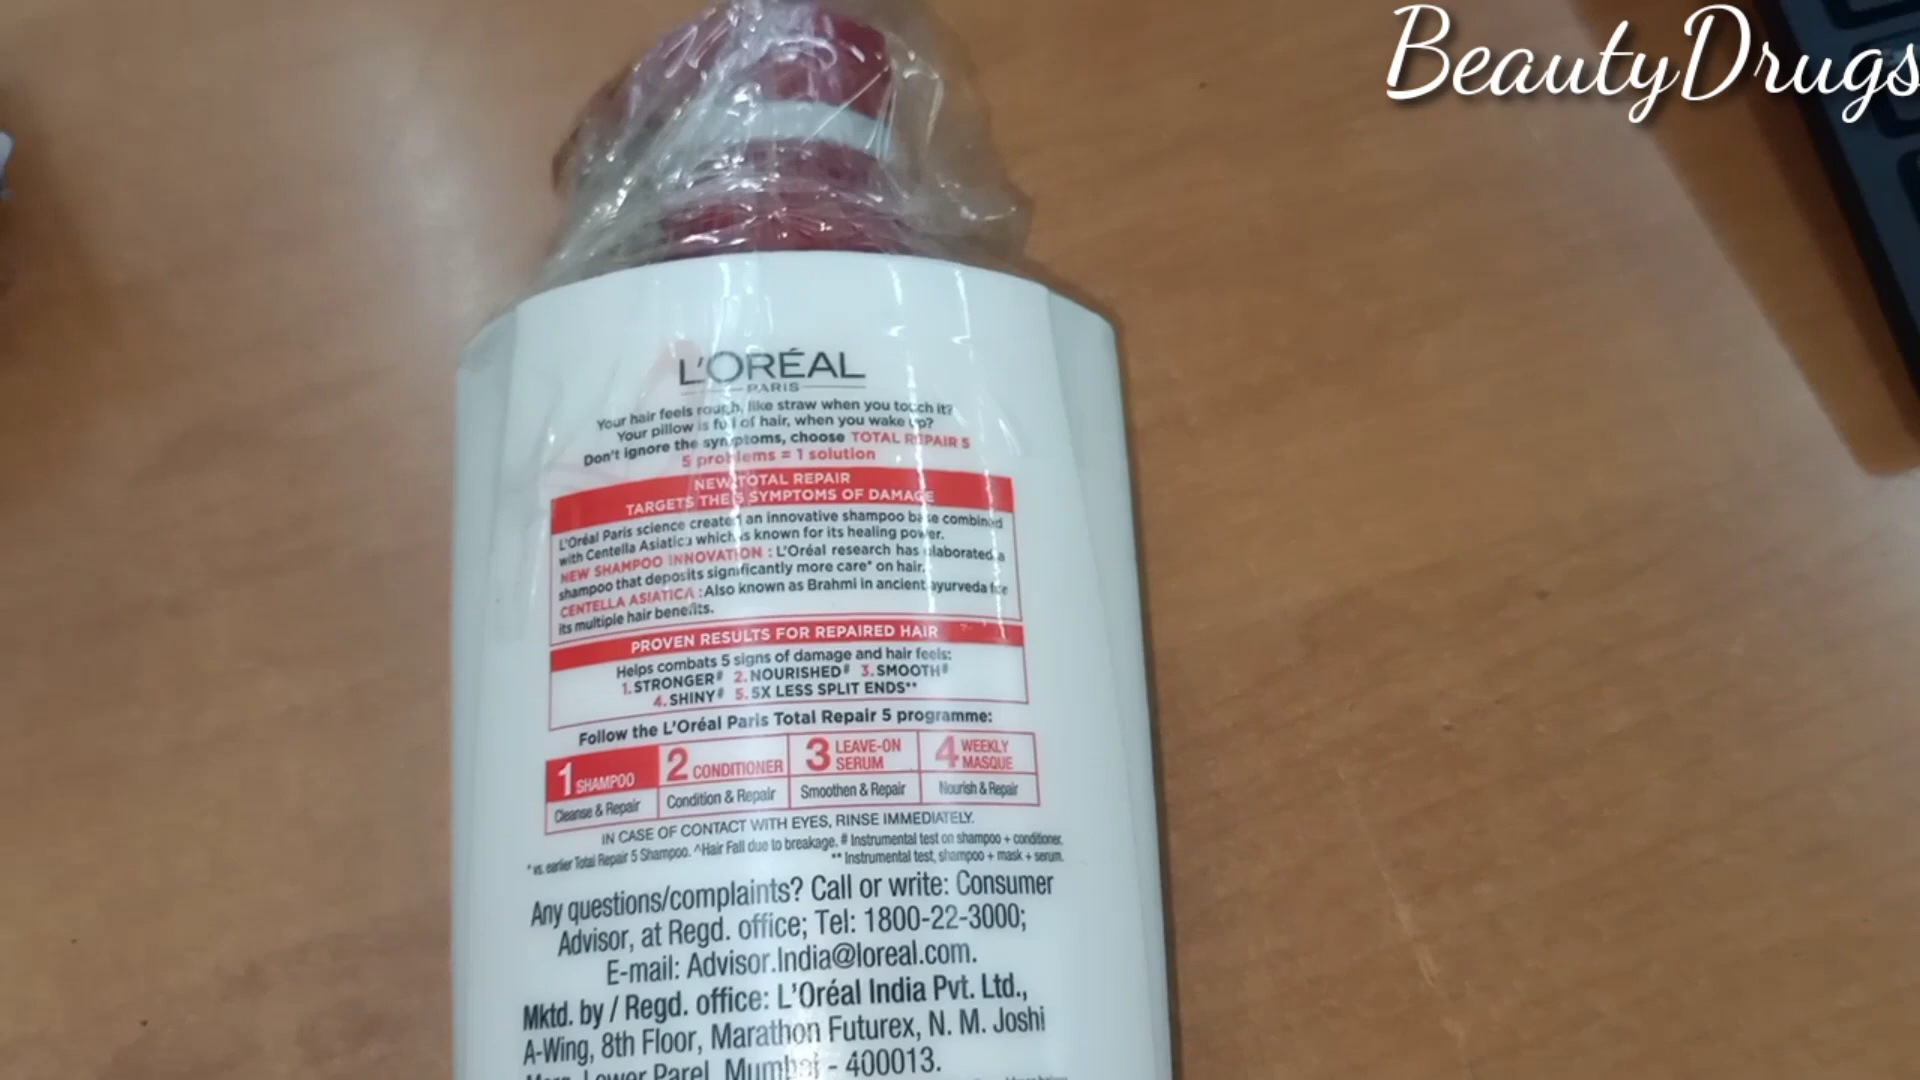 BeautyDrugs
L'ORÉAL
PARIS
Your hair feels rough, like straw when you touch it?
Your pillow is full of hair, when you wake up?
Don't ignore the symptoms, choose TOTAL REPAIR 5
5 problems = 1 solution
NEW TOTAL REPAIR
TARGETS THE 5 SYMPTOMS OF DAMAGE
L'Oréal Paris science created an innovative shampoo base combined
with Centella Asiatica which is known for its healing power.
NEW SHAMPOO INNOVATION : L'Oréal research has elaborated a
shampoo that deposits significantly more care* on hair.
CENTELLA ASIATICA :Also known as Brahmi in ancient ayurveda for
its multiple hair benefits.
PROVEN RESULTS FOR REPAIRED HAIR
Helps combats 5 signs of damage and hair feels:
1.STRONGER# 2.NOURISHED# 3.SMOOTH#
4.SHINY# 5.5X LESS SPLIT ENDS**
Follow the L'Oréal Paris Total Repair 5 programme:
1 SHAMPOO
Cleanse & Repair
2 CONDITIONER
Condition & Repair
3 LEAVE-ON
SERUM
Smoothen & Repair
4 WEEKLY
MASQUE
Nourish & Repair
IN CASE OF CONTACT WITH EYES, RINSE IMMEDIATELY.
* vs. earlier Total Repair 5 Shampoo. ^Hair Fall due to breakage. # Instrumental test on shampoo + conditioner.
** Instrumental test, shampoo + mask + serum.
Any questions/complaints? Call or write: Consumer
Advisor, at Regd. office; Tel: 1800-22-3000;
E-mail: Advisor.India@loreal.com.
Mktd. by / Regd. office: L'Oréal India Pvt. Ltd.,
A-Wing, 8th Floor, Marathon Futurex, N. M. Joshi
Marg, Lower Parel, Mumbai - 400013.